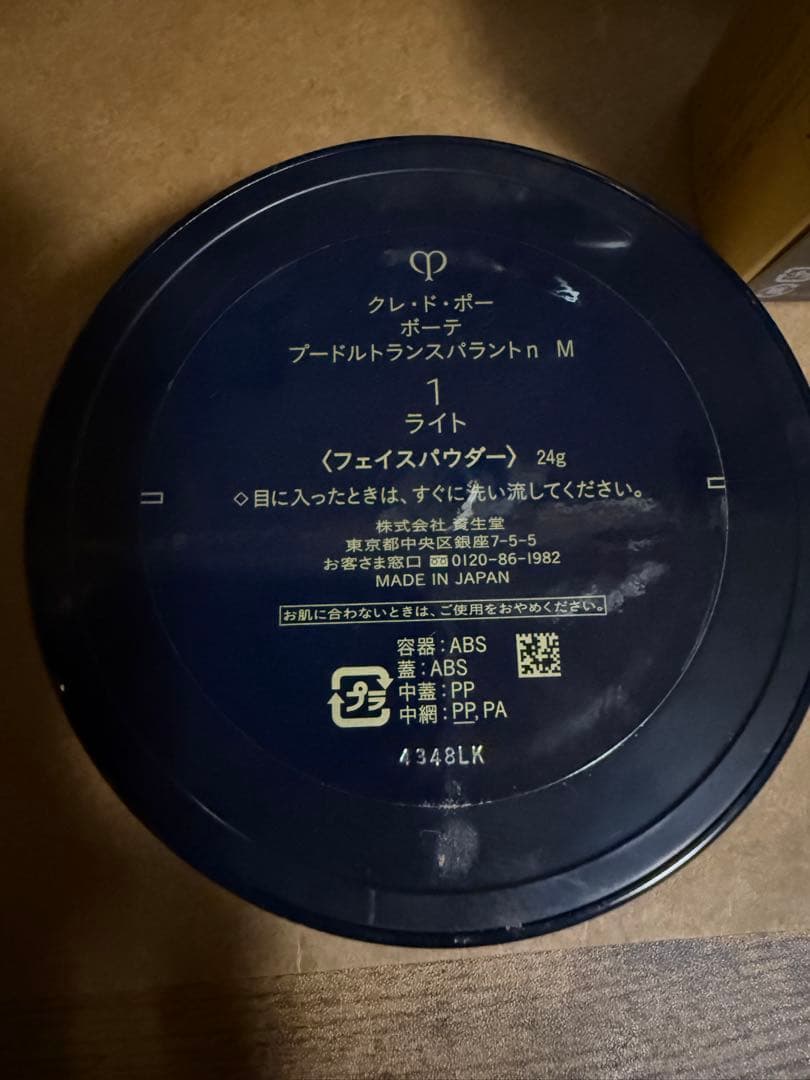 クレ・ド・ポー
ボーテ
プードルトランスパラントn M
1
ライト
〈フェイスパウダー〉 24g
◇目に入ったときは、すぐに洗い流してください。
株式会社 資生堂
東京都中央区銀座7-5-5
お客さま窓口 0120-86-1982
MADE IN JAPAN
お肌に合わないときは、ご使用をおやめください。
容器:ABS
蓋:ABS
中蓋:PP
中網:PP,PA
プラ
4348LK